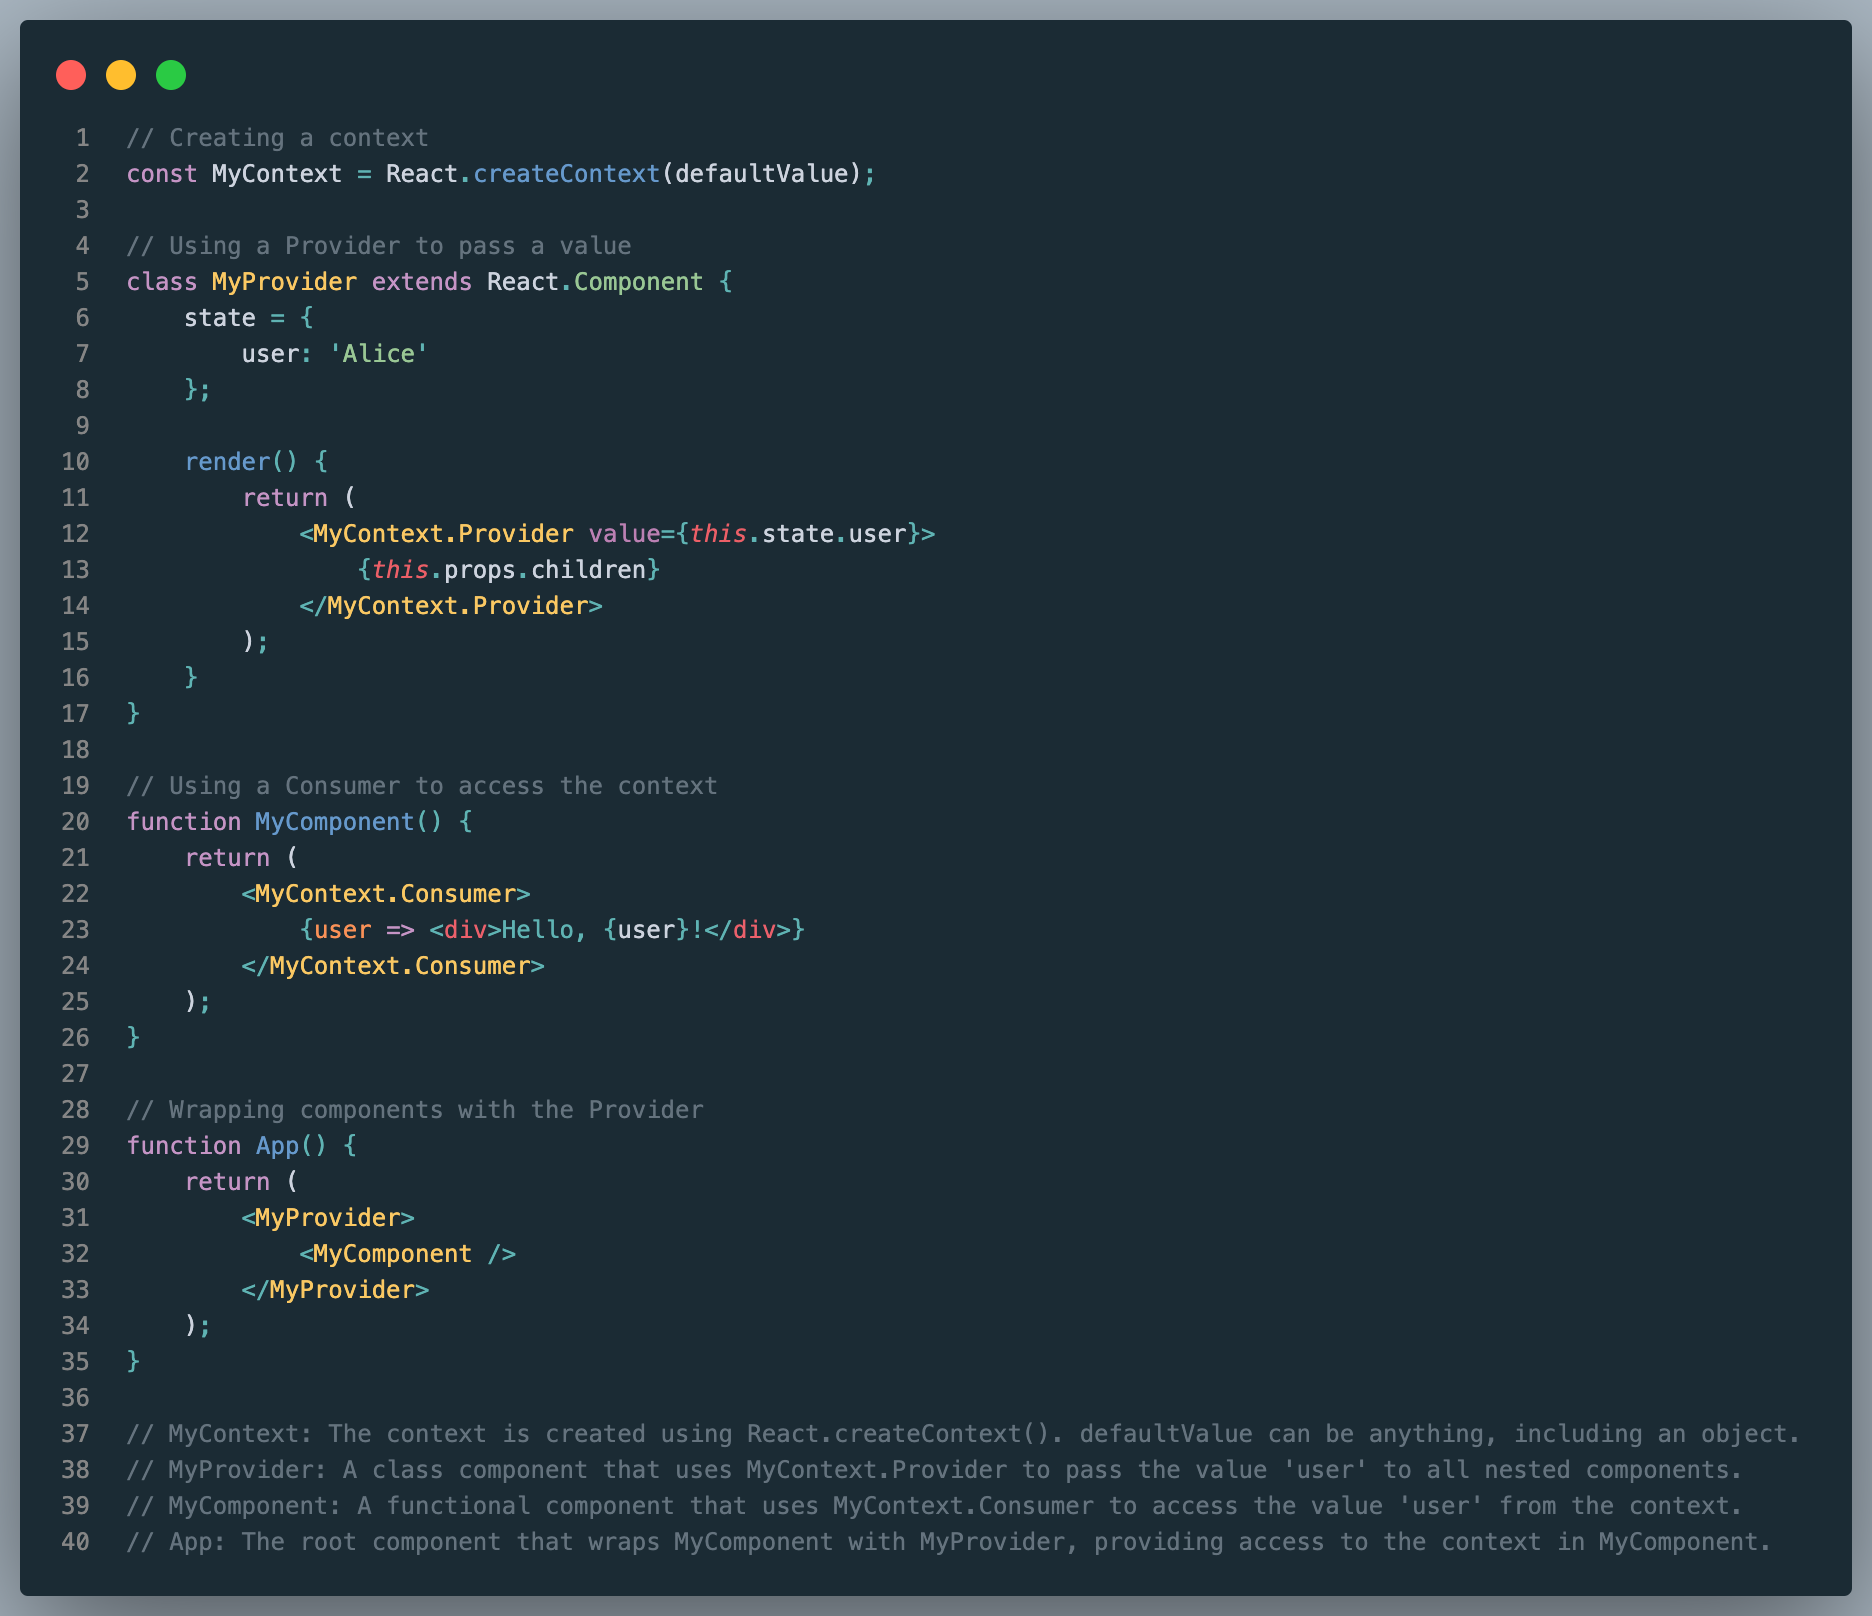 1 // Creating a context
2 const MyContext = React.createContext(defaultValue);
3
4 // Using a Provider to pass a value
5 class MyProvider extends React.Component {
6     state = {
7         user: 'Alice'
8     };
9
10     render() {
11         return (
12             <MyContext.Provider value={this.state.user}>
13                 {this.props.children}
14             </MyContext.Provider>
15         );
16     }
17 }
18
19 // Using a Consumer to access the context
20 function MyComponent() {
21     return (
22         <MyContext.Consumer>
23             {user => <div>Hello, {user}!</div>}
24         </MyContext.Consumer>
25     );
26 }
27
28 // Wrapping components with the Provider
29 function App() {
30     return (
31         <MyProvider>
32             <MyComponent />
33         </MyProvider>
34     );
35 }
36
37 // MyContext: The context is created using React.createContext(). defaultValue can be anything, including an object.
38 // MyProvider: A class component that uses MyContext.Provider to pass the value 'user' to all nested components.
39 // MyComponent: A functional component that uses MyContext.Consumer to access the value 'user' from the context.
40 // App: The root component that wraps MyComponent with MyProvider, providing access to the context in MyComponent.